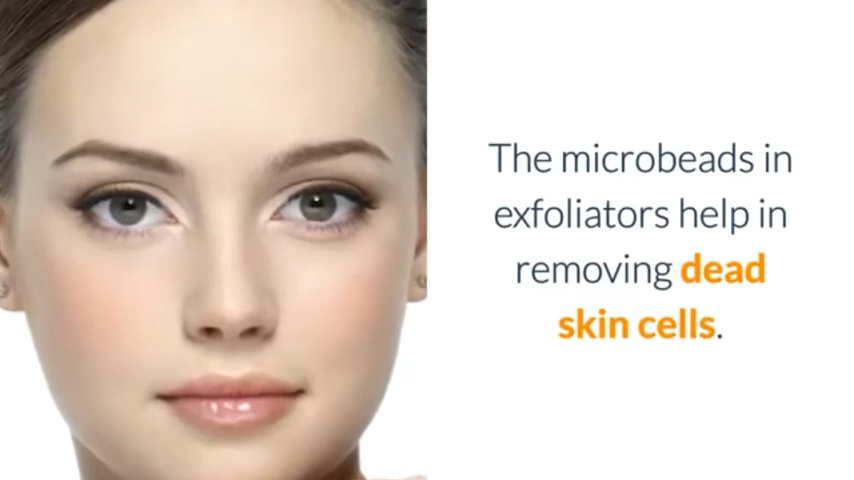 The microbeads in
exfoliators help in
removing dead
skin cells.